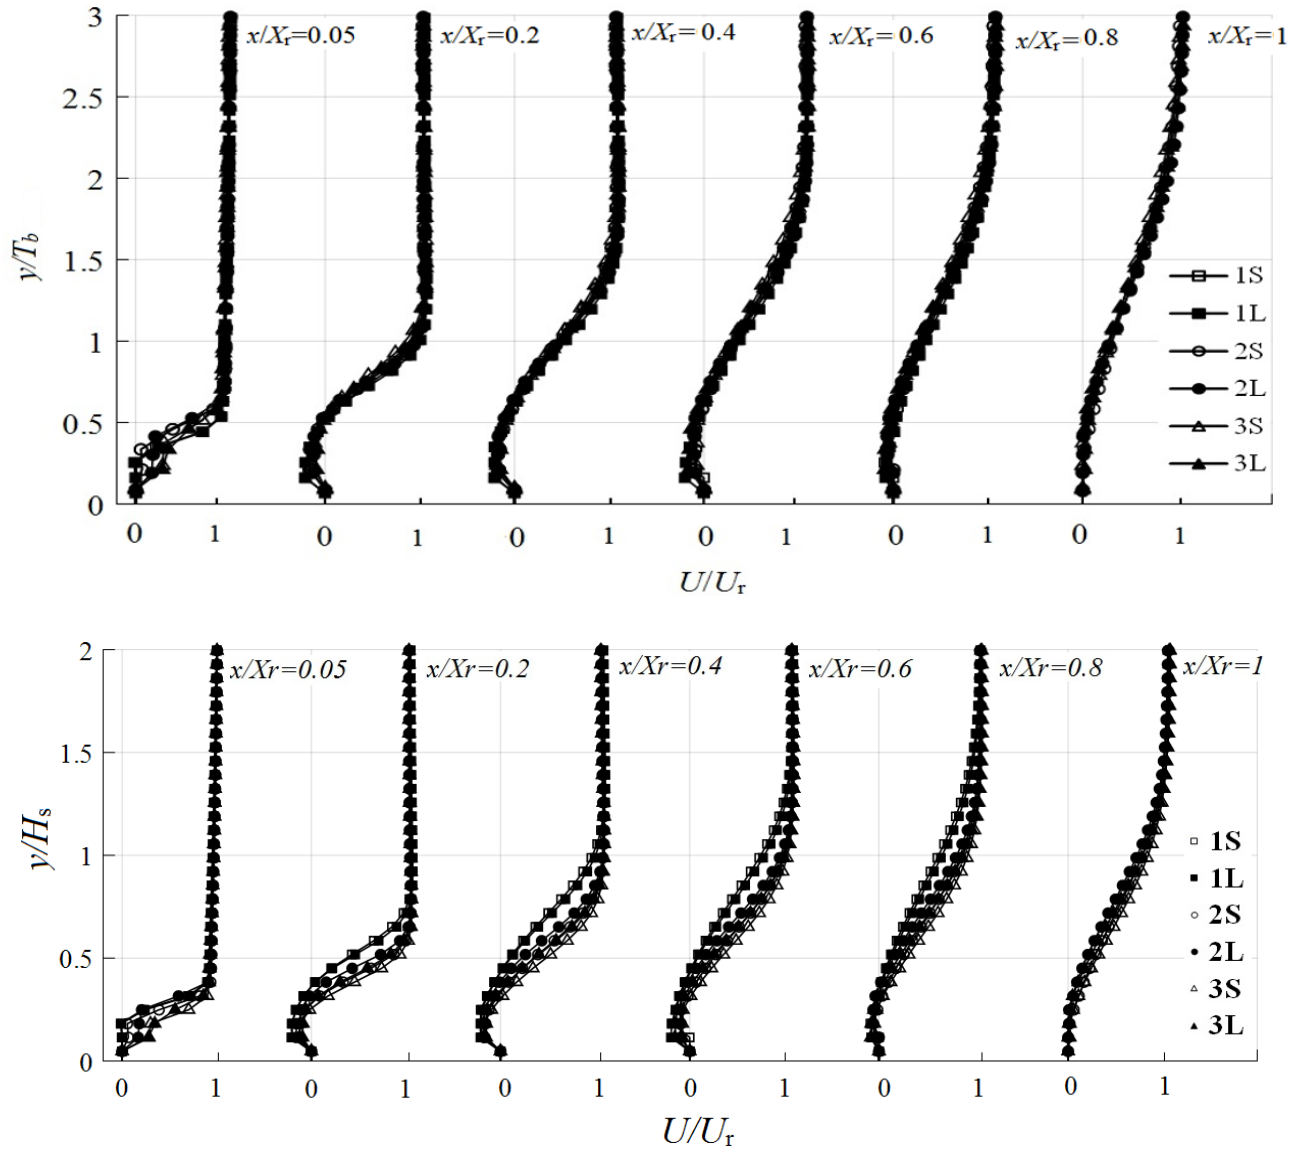 3 x/Xr=0.05 x/Xr=0.2 x/Xr=0.4 x/Xr=0.6 x/Xr=0.8 x/Xr=1
2.5
2
1.5
1
0.5
0
y/Tb
1S
1L
2S
2L
3S
3L
0 1 0 1 0 1 0 1 0 1 0 1
U/Ur
2 x/Xr=0.05 x/Xr=0.2 x/Xr=0.4 x/Xr=0.6 x/Xr=0.8 x/Xr=1
1.5
1
0.5
0
y/Hs
1S
1L
2S
2L
3S
3L
0 1 0 1 0 1 0 1 0 1 0 1
U/Ur